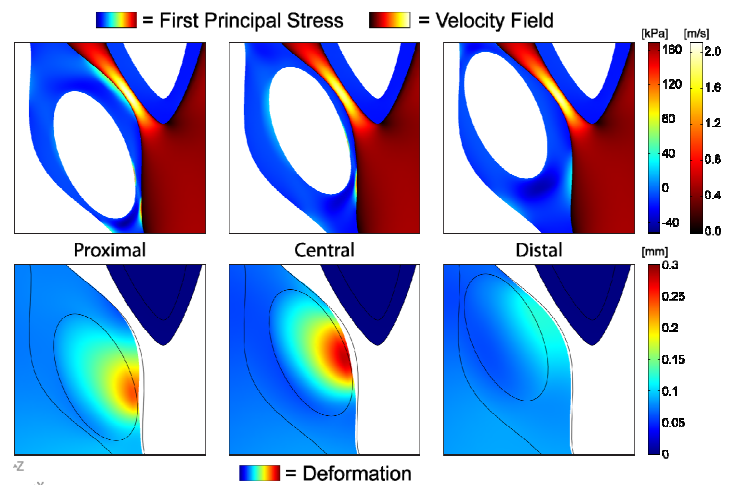 = First Principal Stress = Velocity Field
[kPa] [m/s]
160 2.0
120 1.6
80 1.2
40 0.8
0 0.4
-40 0.0
Proximal Central Distal
[mm]
0.3
0.25
0.2
0.15
0.1
0.05
0
Z
= Deformation